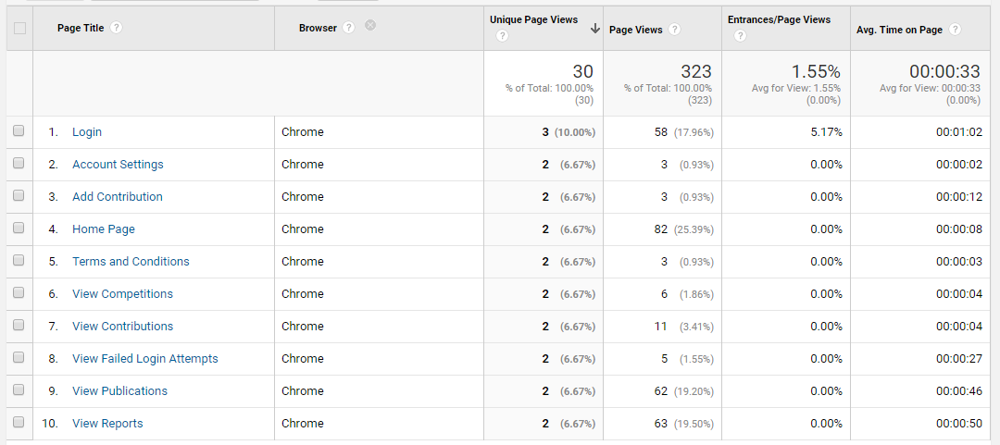 Page Title ? Browser ? Unique Page Views ? Page Views ? Entrances/Page Views ? Avg. Time on Page ?
30 323 1.55% 00:00:33
% of Total: 100.00% % of Total: 100.00% Avg for View: 1.55% Avg for View: 00:00:33
(30) (323) (0.00%) (0.00%)
1. Login Chrome 3 (10.00%) 58 (17.96%) 5.17% 00:01:02
2. Account Settings Chrome 2 (6.67%) 3 (0.93%) 0.00% 00:00:02
3. Add Contribution Chrome 2 (6.67%) 3 (0.93%) 0.00% 00:00:12
4. Home Page Chrome 2 (6.67%) 82 (25.39%) 0.00% 00:00:08
5. Terms and Conditions Chrome 2 (6.67%) 3 (0.93%) 0.00% 00:00:03
6. View Competitions Chrome 2 (6.67%) 6 (1.86%) 0.00% 00:00:04
7. View Contributions Chrome 2 (6.67%) 11 (3.41%) 0.00% 00:00:04
8. View Failed Login Attempts Chrome 2 (6.67%) 5 (1.55%) 0.00% 00:00:27
9. View Publications Chrome 2 (6.67%) 62 (19.20%) 0.00% 00:00:46
10. View Reports Chrome 2 (6.67%) 63 (19.50%) 0.00% 00:00:50